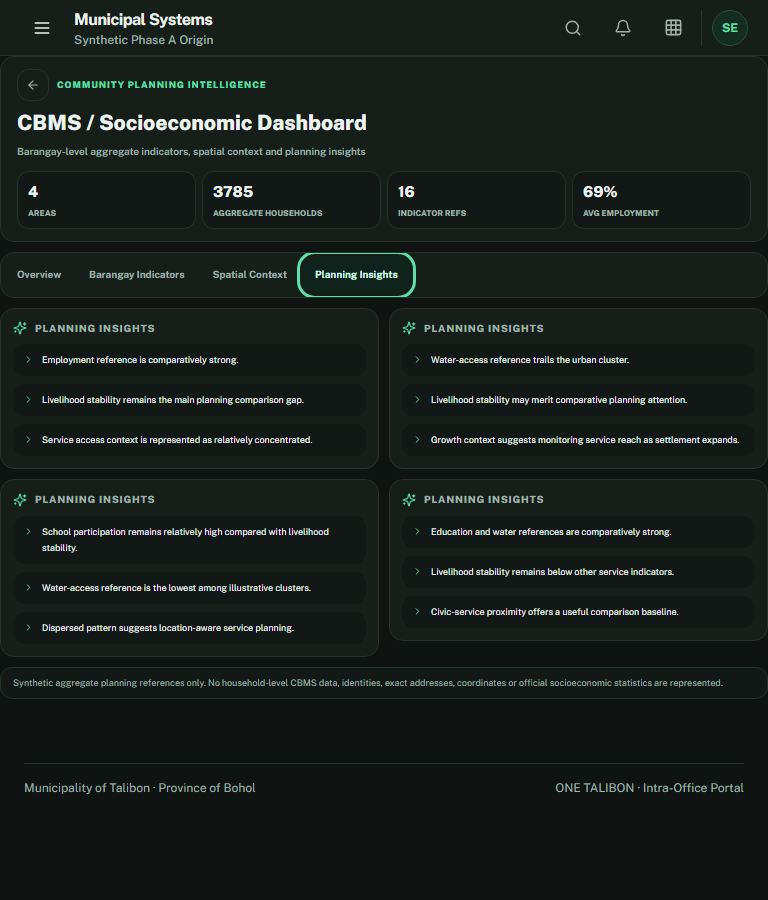 Municipal Systems
Synthetic Phase A Origin
SE
COMMUNITY PLANNING INTELLIGENCE
CBMS / Socioeconomic Dashboard
Barangay-level aggregate indicators, spatial context and planning insights
4
AREAS
3785
AGGREGATE HOUSEHOLDS
16
INDICATOR REFS
69%
AVG EMPLOYMENT
Overview
Barangay Indicators
Spatial Context
Planning Insights
PLANNING INSIGHTS
Employment reference is comparatively strong.
Livelihood stability remains the main planning comparison gap.
Service access context is represented as relatively concentrated.
PLANNING INSIGHTS
Water-access reference trails the urban cluster.
Livelihood stability may merit comparative planning attention.
Growth context suggests monitoring service reach as settlement expands.
PLANNING INSIGHTS
School participation remains relatively high compared with livelihood
stability.
Water-access reference is the lowest among illustrative clusters.
Dispersed pattern suggests location-aware service planning.
PLANNING INSIGHTS
Education and water references are comparatively strong.
Livelihood stability remains below other service indicators.
Civic-service proximity offers a useful comparison baseline.
Synthetic aggregate planning references only. No household-level CBMS data, identities, exact addresses, coordinates or official socioeconomic statistics are represented.
Municipality of Talibon · Province of Bohol
ONE TALIBON · Intra-Office Portal